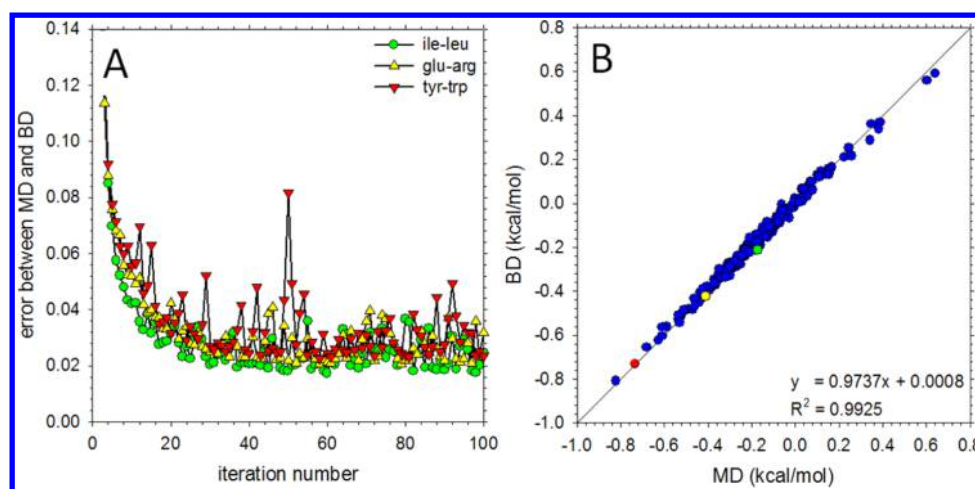 A
ile-leu
glu-arg
tyr-trp
error between MD and BD
0.14
0.12
0.10
0.08
0.06
0.04
0.02
0.00
0 20 40 60 80 100
iteration number
B
BD (kcal/mol)
0.8
0.6
0.4
0.2
0.0
-0.2
-0.4
-0.6
-0.8
-1.0
y = 0.9737x + 0.0008
R² = 0.9925
-1.0 -0.8 -0.6 -0.4 -0.2 0.0 0.2 0.4 0.6 0.8
MD (kcal/mol)